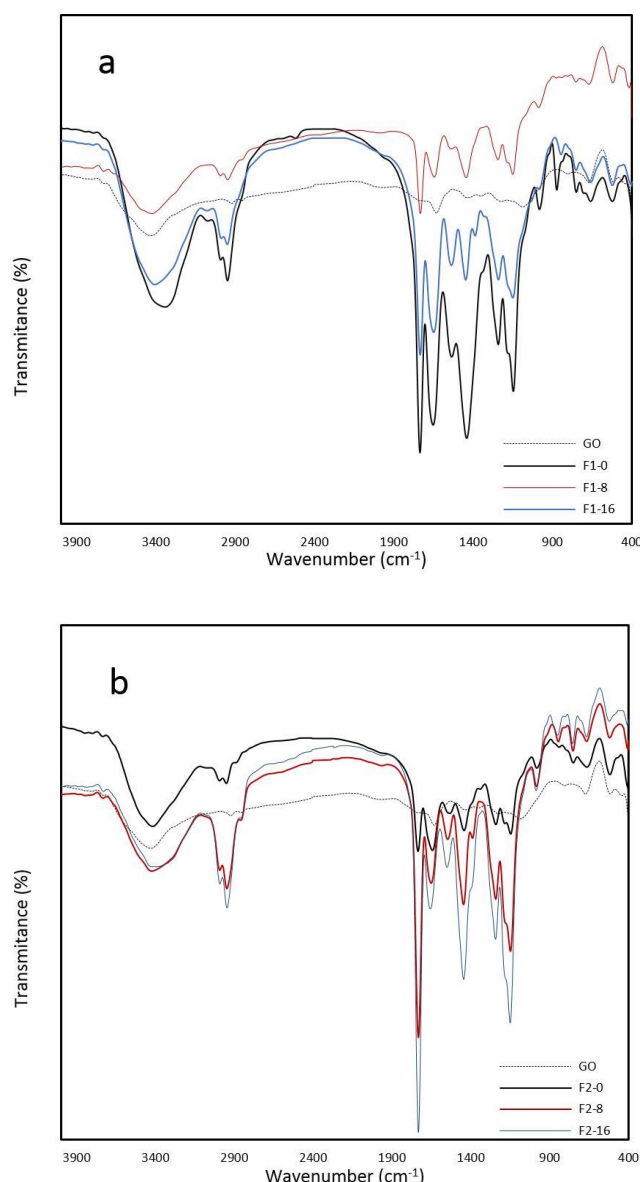 a
Transmitance (%)
GO
F1-0
F1-8
F1-16
3900 3400 2900 2400 1900 1400 900 400
Wavenumber (cm-1)
b
Transmitance (%)
GO
F2-0
F2-8
F2-16
3900 3400 2900 2400 1900 1400 900 400
Wavenumber (cm-1)